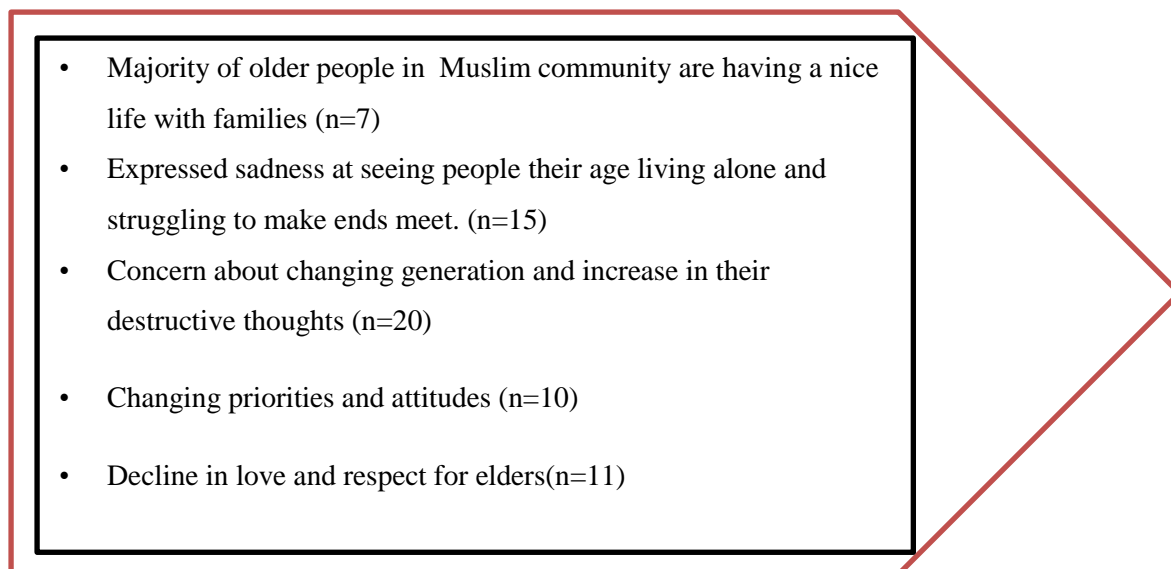 • Majority of older people in  Muslim community are having a nice
life with families (n=7)
• Expressed sadness at seeing people their age living alone and
struggling to make ends meet. (n=15)
• Concern about changing generation and increase in their
destructive thoughts (n=20)
• Changing priorities and attitudes (n=10)
• Decline in love and respect for elders(n=11)